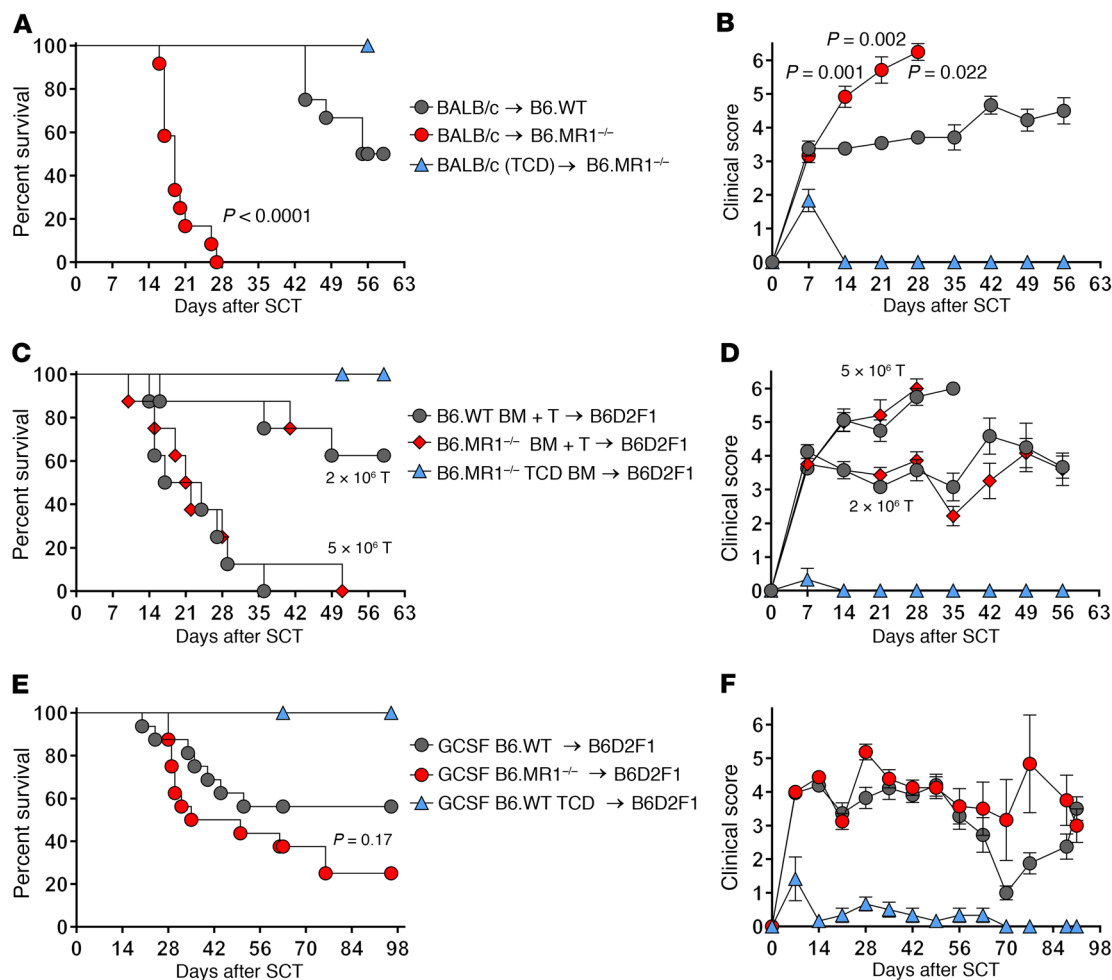 A
Percent survival
100
80
60
40
20
0
P < 0.0001
0 7 14 21 28 35 42 49 56 63
Days after SCT
BALB/c → B6.WT
BALB/c → B6.MR1⁻/⁻
BALB/c (TCD) → B6.MR1⁻/⁻
B
Clinical score
6
5
4
3
2
1
0
P = 0.002
P = 0.001
P = 0.022
0 7 14 21 28 35 42 49 56 63
Days after SCT
C
Percent survival
100
80
60
40
20
0
2 × 10⁶ T
5 × 10⁶ T
0 7 14 21 28 35 42 49 56 63
Days after SCT
B6.WT BM + T → B6D2F1
B6.MR1⁻/⁻ BM + T → B6D2F1
B6.MR1⁻/⁻ TCD BM → B6D2F1
D
Clinical score
6
5
4
3
2
1
0
5 × 10⁶ T
2 × 10⁶ T
0 7 14 21 28 35 42 49 56 63
Days after SCT
E
Percent survival
100
80
60
40
20
0
P = 0.17
0 14 28 42 56 70 84 98
Days after SCT
GCSF B6.WT → B6D2F1
GCSF B6.MR1⁻/⁻ → B6D2F1
GCSF B6.WT TCD → B6D2F1
F
Clinical score
6
5
4
3
2
1
0
0 14 28 42 56 70 84 98
Days after SCT